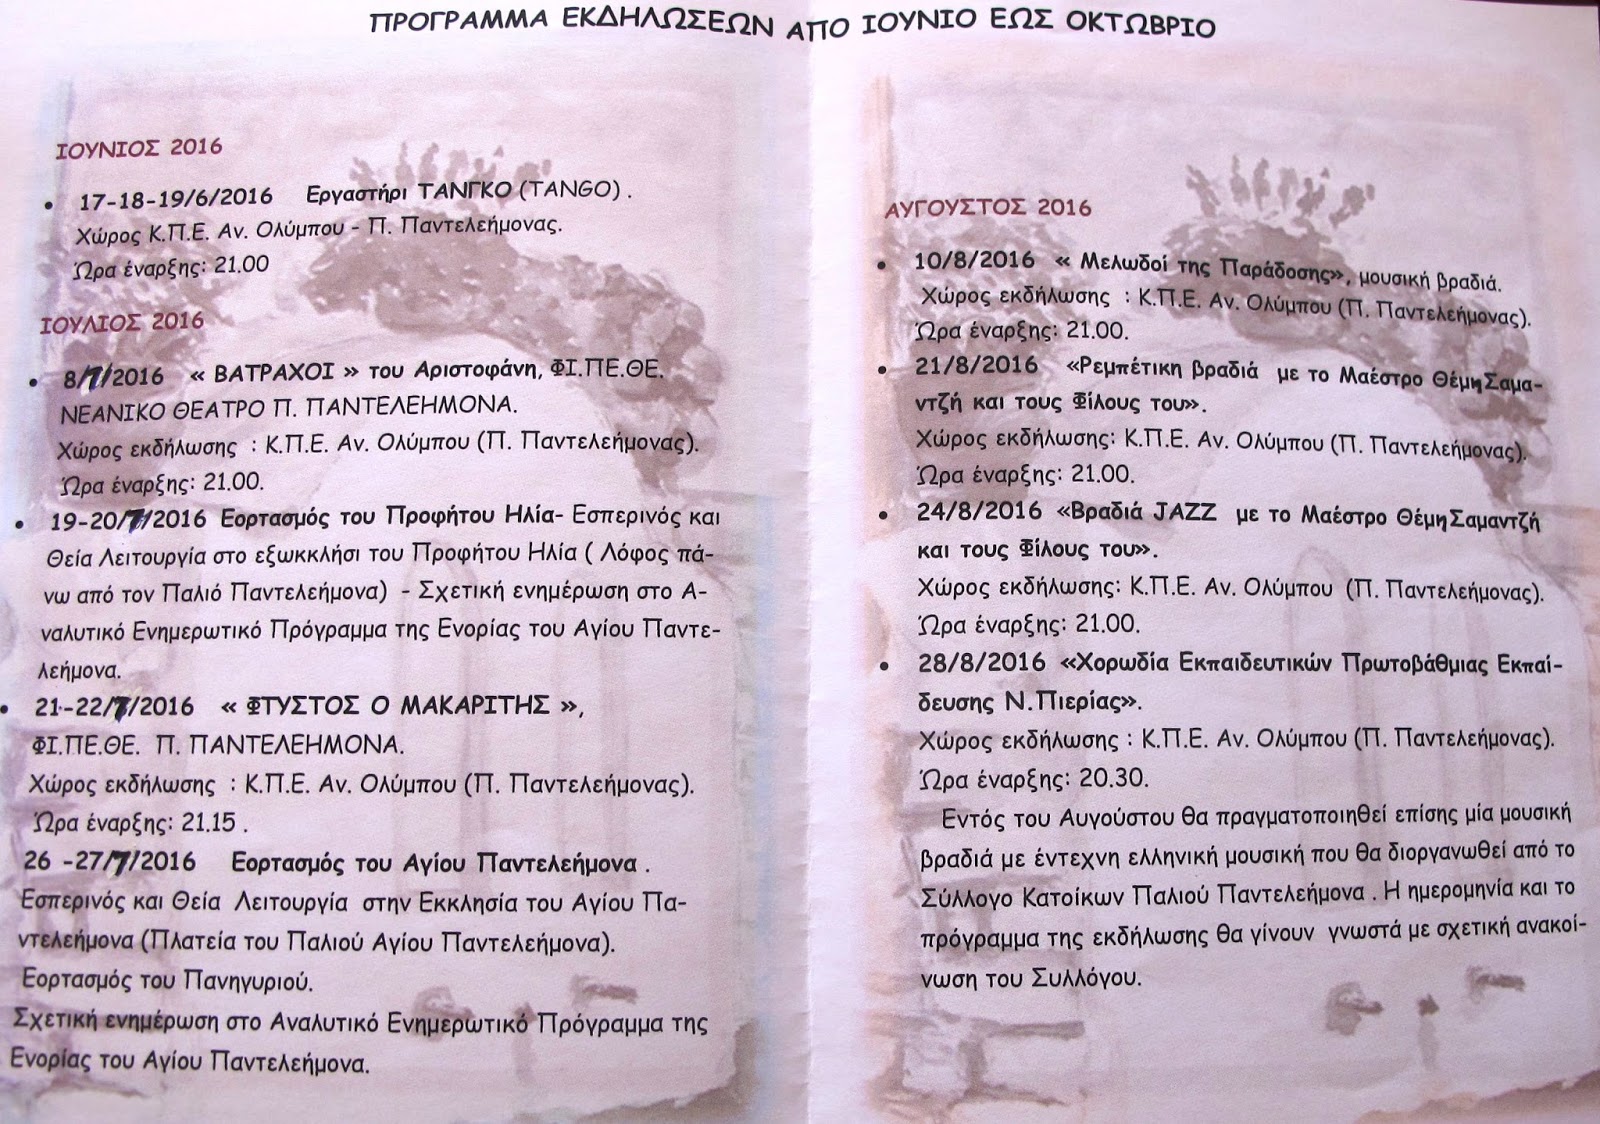 ΠΡΟΓΡΑΜΜΑ ΕΚΔΗΛΩΣΕΩΝ ΑΠΟ ΙΟΥΝΙΟ ΕΩΣ ΟΚΤΩΒΡΙΟ
ΙΟΥΝΙΟΣ 2016
• 17-18-19/6/2016 Εργαστήρι ΤΑΝΓΚΟ (TANGO) .
Χώρος Κ.Π.Ε. Αν. Ολύμπου - Π. Παντελεήμονας.
Ώρα έναρξης: 21.00
ΙΟΥΛΙΟΣ 2016
• 8/7/2016 « ΒΑΤΡΑΧΟΙ » του Αριστοφάνη, ΦΙ.ΠΕ.ΘΕ.
ΝΕΑΝΙΚΟ ΘΕΑΤΡΟ Π. ΠΑΝΤΕΛΕΗΜΟΝΑ.
Χώρος εκδήλωσης : Κ.Π.Ε. Αν. Ολύμπου (Π. Παντελεήμονας).
Ώρα έναρξης: 21.00.
• 19-20/7/2016 Εορτασμός του Προφήτου Ηλία- Εσπερινός και
Θεία Λειτουργία στο εξωκκλήσι του Προφήτου Ηλία ( Λόφος πά-
νω από τον Παλιό Παντελεήμονα) - Σχετική ενημέρωση στο Α-
ναλυτικό Ενημερωτικό Πρόγραμμα της Ενορίας του Αγίου Παντε-
λεήμονα.
• 21-22/7/2016 « ΦΤΥΣΤΟΣ Ο ΜΑΚΑΡΙΤΗΣ »,
ΦΙ.ΠΕ.ΘΕ. Π. ΠΑΝΤΕΛΕΗΜΟΝΑ.
Χώρος εκδήλωσης : Κ.Π.Ε. Αν. Ολύμπου (Π. Παντελεήμονας).
Ώρα έναρξης: 21.15 .
26 -27/7/2016 Εορτασμός του Αγίου Παντελεήμονα .
Εσπερινός και Θεία Λειτουργία στην Εκκλησία του Αγίου Πα-
ντελεήμονα (Πλατεία του Παλιού Αγίου Παντελεήμονα).
Εορτασμός του Πανηγυριού.
Σχετική ενημέρωση στο Αναλυτικό Ενημερωτικό Πρόγραμμα της
Ενορίας του Αγίου Παντελεήμονα.
ΑΥΓΟΥΣΤΟΣ 2016
• 10/8/2016 « Μελωδοί της Παράδοσης», μουσική βραδιά.
Χώρος εκδήλωσης : Κ.Π.Ε. Αν. Ολύμπου (Π. Παντελεήμονας).
Ώρα έναρξης: 21.00.
• 21/8/2016 «Ρεμπέτικη βραδιά με το Μαέστρο Θέμη Σαμα-
ντζή και τους Φίλους του».
Χώρος εκδήλωσης: Κ.Π.Ε. Αν. Ολύμπου (Π. Παντελεήμονας).
Ώρα έναρξης: 21.00.
• 24/8/2016 «Βραδιά JAZZ με το Μαέστρο Θέμη Σαμαντζή
και τους Φίλους του».
Χώρος εκδήλωσης: Κ.Π.Ε. Αν. Ολύμπου (Π. Παντελεήμονας).
Ώρα έναρξης: 21.00.
• 28/8/2016 «Χορωδία Εκπαιδευτικών Πρωτοβάθμιας Εκπαί-
δευσης Ν.Πιερίας».
Χώρος εκδήλωσης : Κ.Π.Ε. Αν. Ολύμπου (Π. Παντελεήμονας).
Ώρα έναρξης: 20.30.
Εντός του Αυγούστου θα πραγματοποιηθεί επίσης μία μουσική
βραδιά με έντεχνη ελληνική μουσική που θα διοργανωθεί από το
Σύλλογο Κατοίκων Παλιού Παντελεήμονα . Η ημερομηνία και το
πρόγραμμα της εκδήλωσης θα γίνουν γνωστά με σχετική ανακοί-
νωση του Συλλόγου.